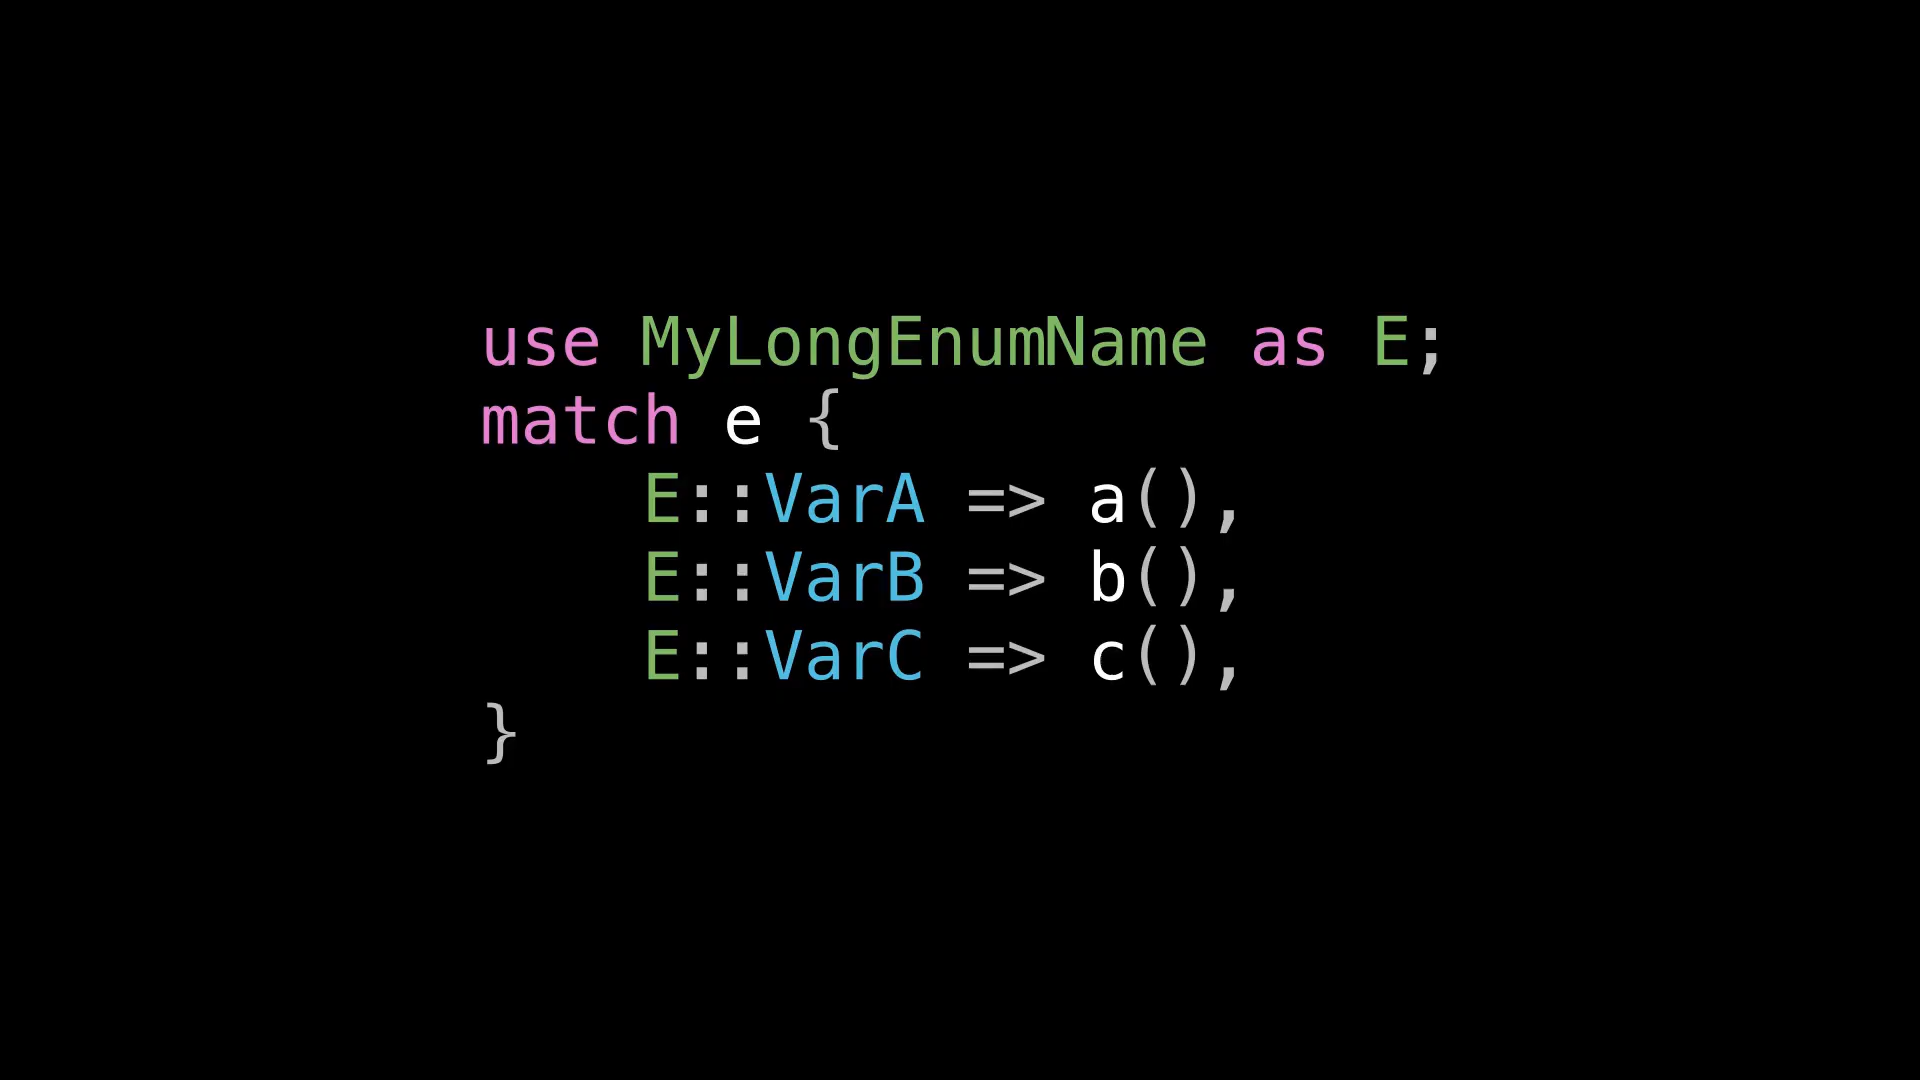 use MyLongEnumName as E;
match e {
    E::VarA => a(),
    E::VarB => b(),
    E::VarC => c(),
}